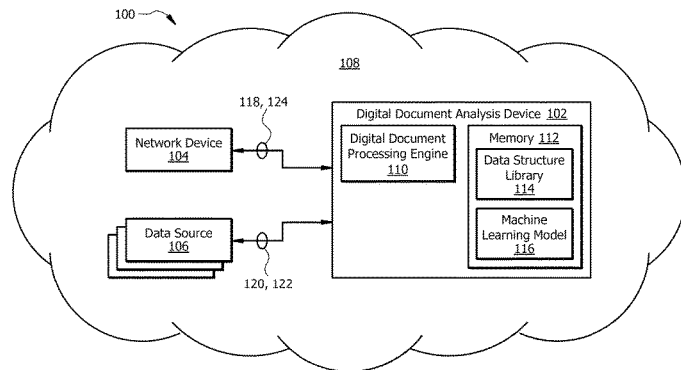 100
108
118, 124
Network Device
104
Data Source
106
120, 122
Digital Document Analysis Device 102
Digital Document
Processing Engine
110
Memory 112
Data Structure
Library
114
Machine
Learning Model
116